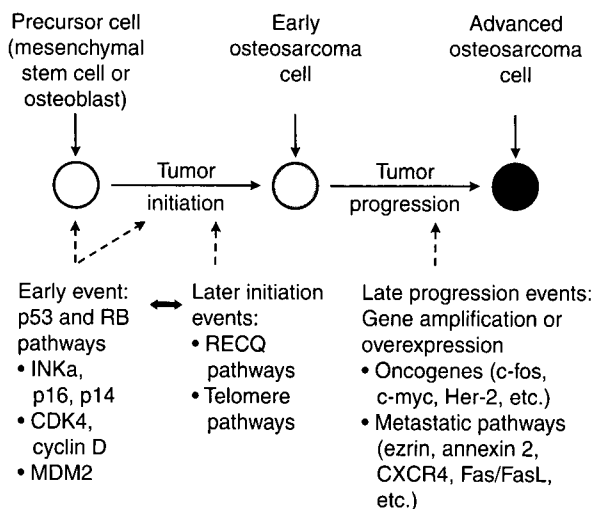 Precursor cell
(mesenchymal
stem cell or
osteoblast)
Early
osteosarcoma
cell
Advanced
osteosarcoma
cell
Tumor
initiation
Tumor
progression
Early event:
p53 and RB
pathways
• INKa,
p16, p14
• CDK4,
cyclin D
• MDM2
Later initiation
events:
• RECQ
pathways
• Telomere
pathways
Late progression events:
Gene amplification or
overexpression
• Oncogenes (c-fos,
c-myc, Her-2, etc.)
• Metastatic pathways
(ezrin, annexin 2,
CXCR4, Fas/FasL,
etc.)